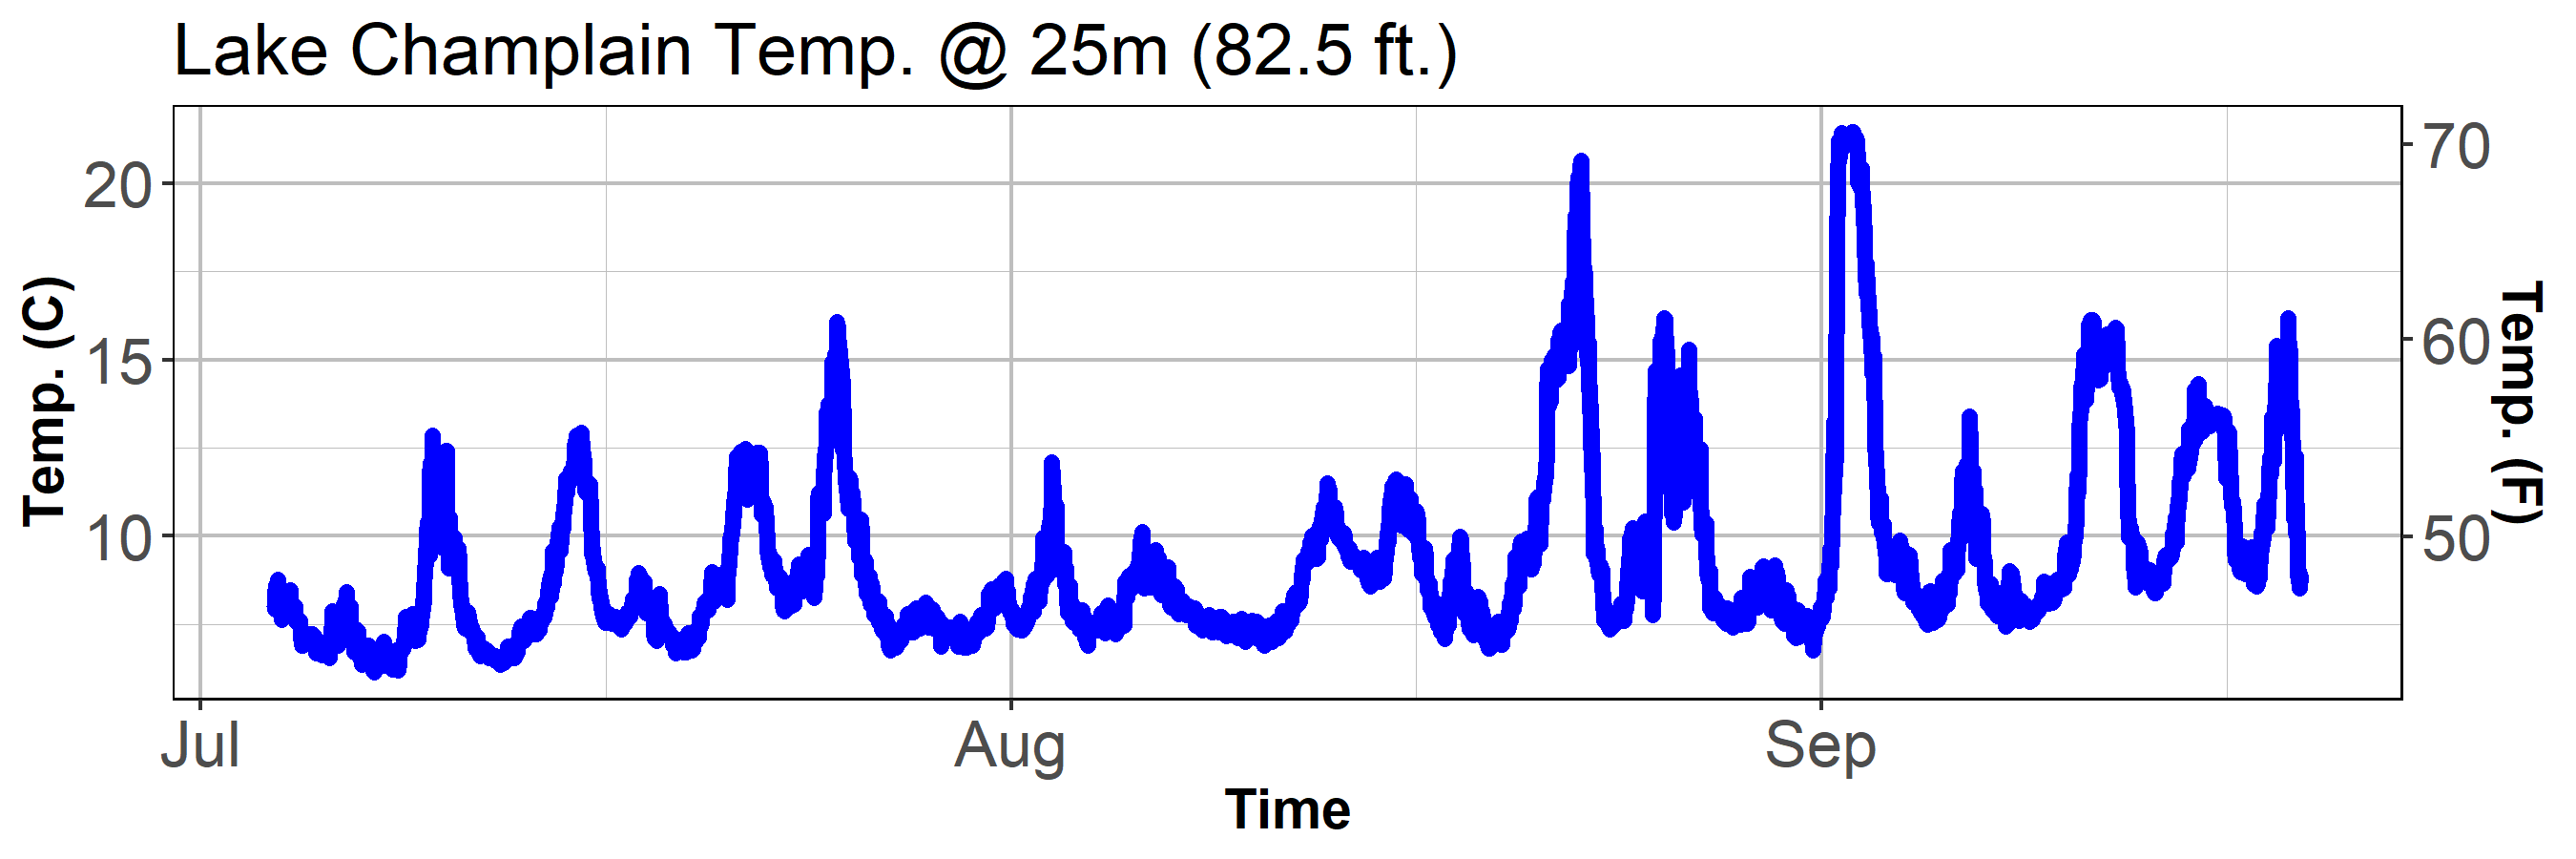 Lake Champlain Temp. @ 25m (82.5 ft.)
Temp. (C)
20
15
10
70
60
50
Temp. (F)
Jul
Aug
Sep
Time